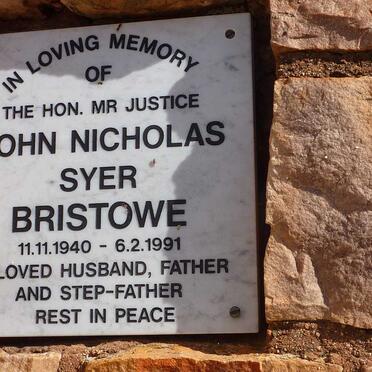 IN LOVING MEMORY
OF
THE HON. MR JUSTICE
OHN NICHOLAS
SYER
BRISTOWE
11.11.1940 - 6.2.1991
LOVED HUSBAND, FATHER
AND STEP-FATHER
REST IN PEACE